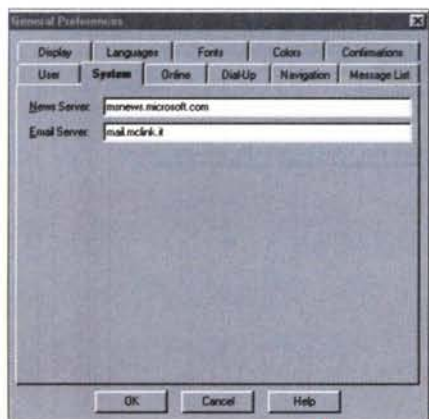 General Preferences
Display Languages Fonts Colors Confirmations
User System Online Dial-Up Navigation Message List
News Server: msnews.microsoft.com
Email Server: mail.mclink.it
OK Cancel Help